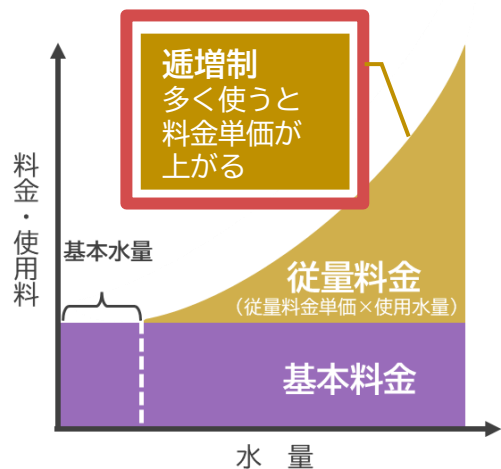 逓増制
多く使うと
料金単価が
上がる
料金・使用料
基本水量
従量料金
（従量料金単価×使用水量）
基本料金
水 量